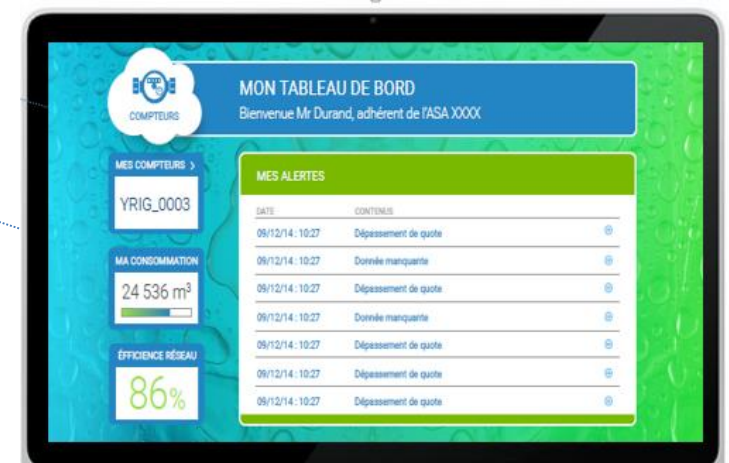 MON TABLEAU DE BORD
Bienvenue Mr Durand, adhérent de l'ASA XXXX
COMPTEURS
MES COMPTEURS >
YRIG_0003
MA CONSOMMATION
24 536 m³
ÉFFICIENCE RÉSEAU
86%
MES ALERTES
DATE CONTENUS
09/12/14 : 10:27 Dépassement de quote
09/12/14 : 10:27 Donnée manquante
09/12/14 : 10:27 Dépassement de quote
09/12/14 : 10:27 Donnée manquante
09/12/14 : 10:27 Dépassement de quote
09/12/14 : 10:27 Dépassement de quote
09/12/14 : 10:27 Dépassement de quote